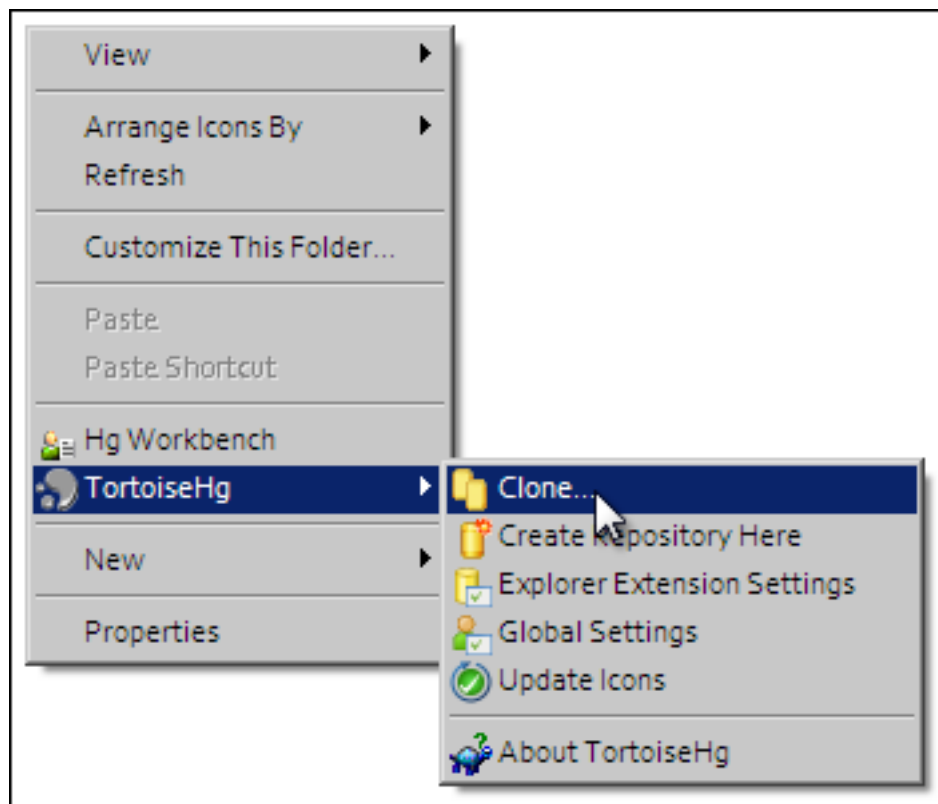 View
Arrange Icons By
Refresh
Customize This Folder...
Paste
Paste Shortcut
Hg Workbench
TortoiseHg
New
Properties
Clone...
Create Repository Here
Explorer Extension Settings
Global Settings
Update Icons
About TortoiseHg